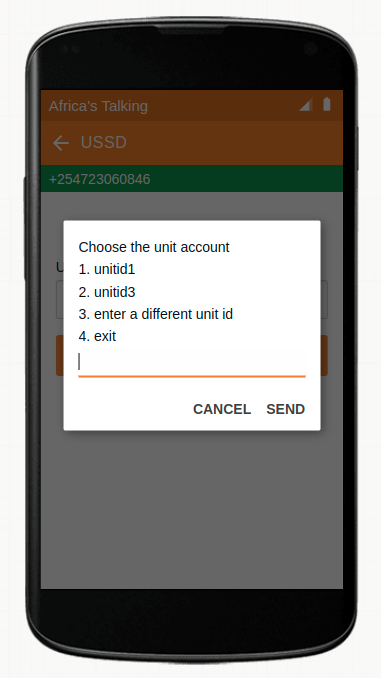 Africa's Talking
USSD
+254723060846
Choose the unit account
1. unitid1
2. unitid3
3. enter a different unit id
4. exit
CANCEL SEND